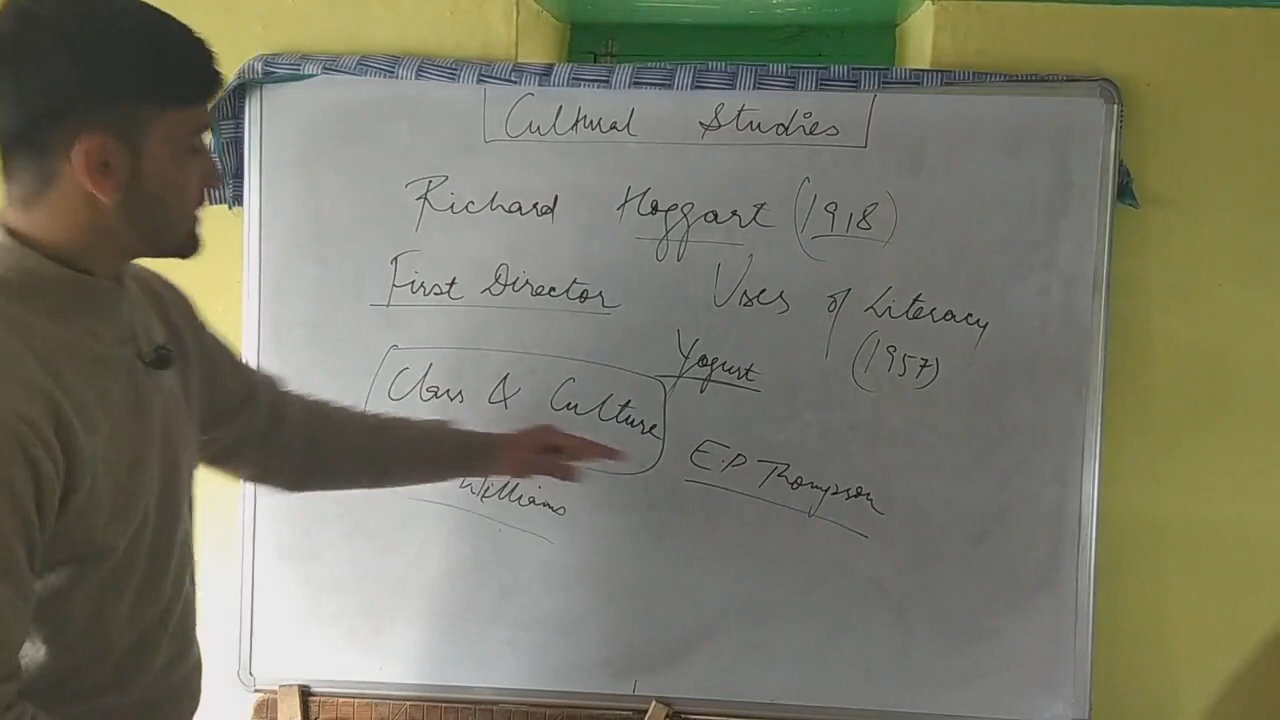 Cultural Studies
Richard Hoggart (1918)
First Director
Uses of Literacy
(1957)
Yogurt
Class & Culture
E.P Thompson
Williams